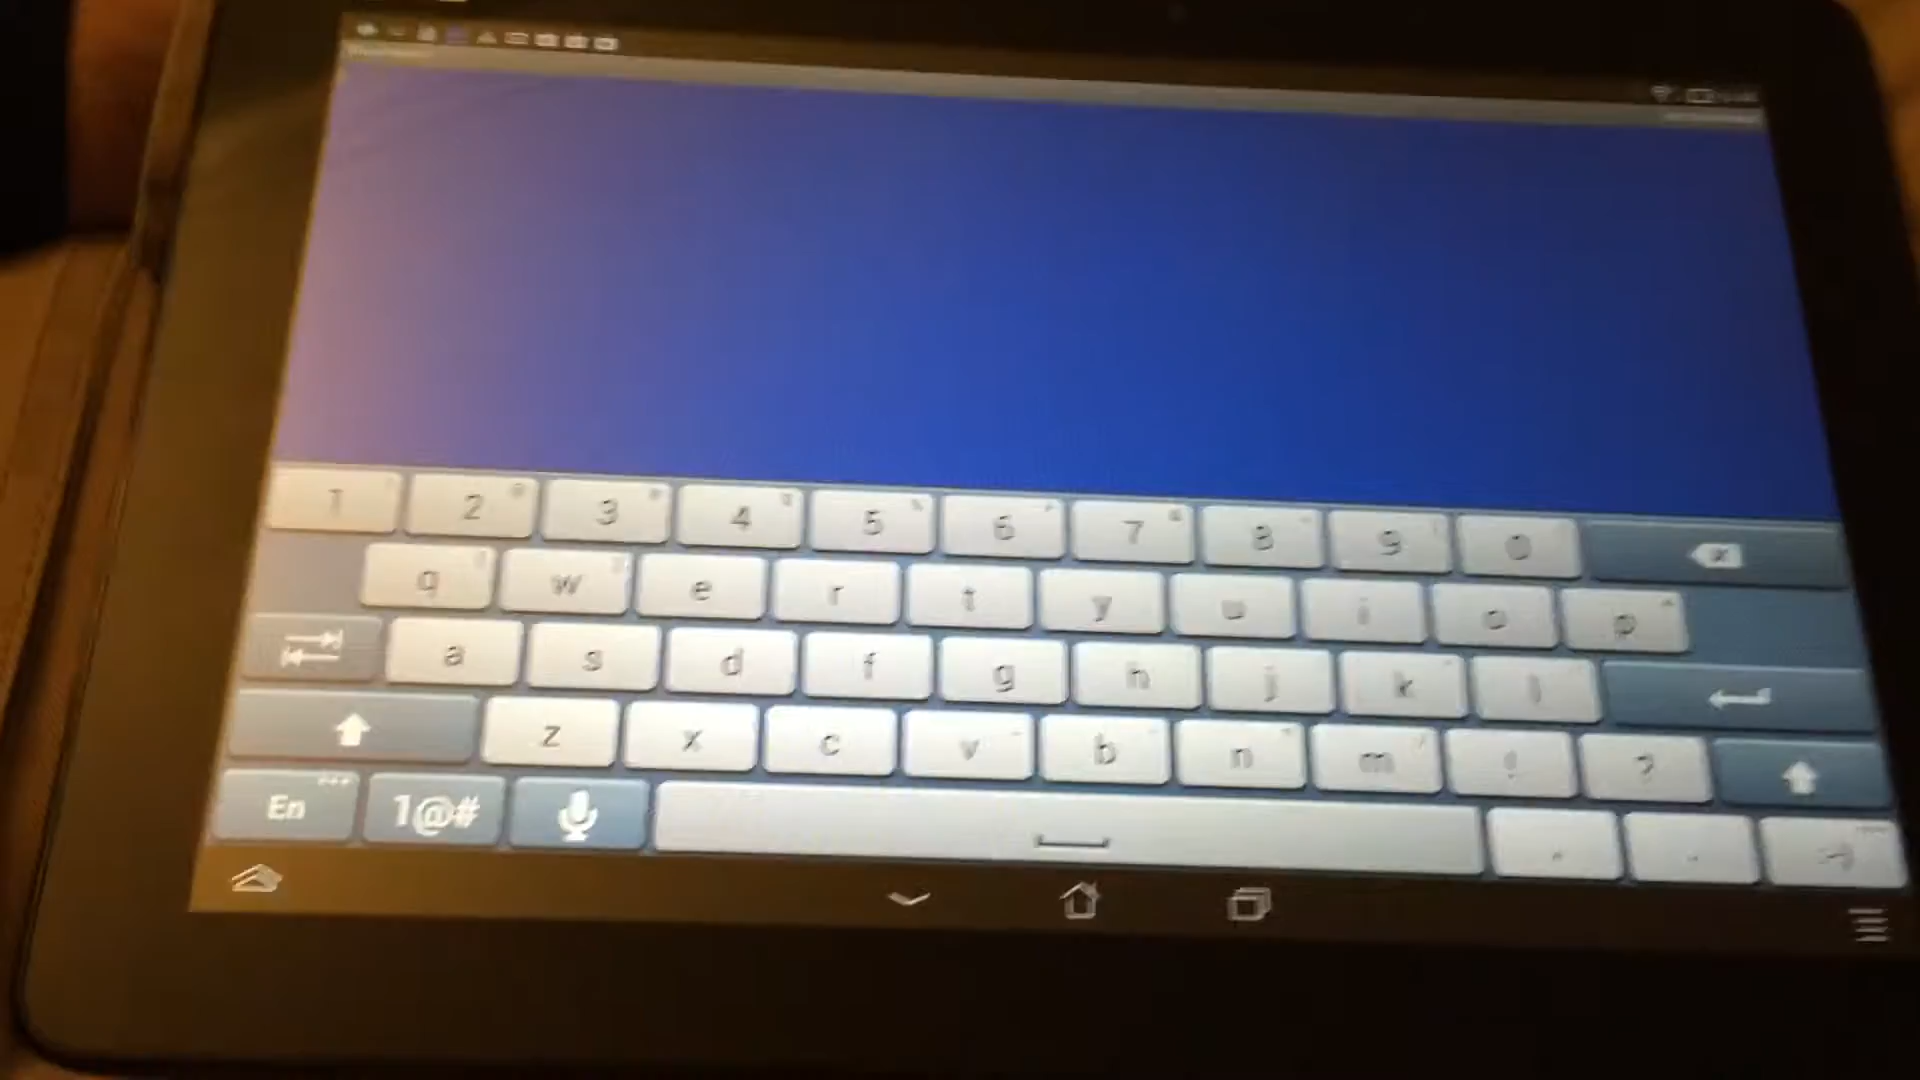 1 2 3 4 5 6 7 8 9 0
q w e r t y u i o p
a s d f g h j k l
z x c v b n m ! ?
En 1@# , . :-)